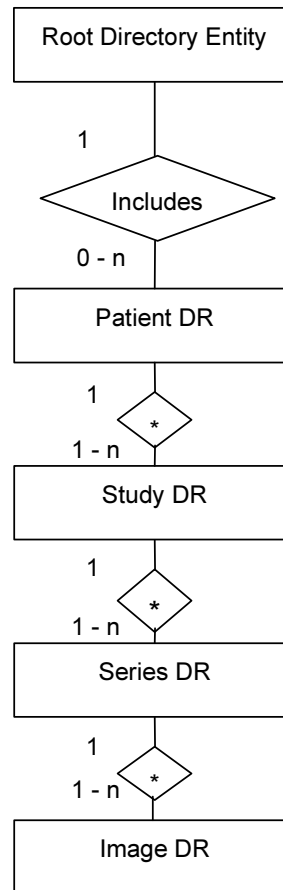 Root Directory Entity
1
Includes
0 - n
Patient DR
1
*
1 - n
Study DR
1
*
1 - n
Series DR
1
*
1 - n
Image DR